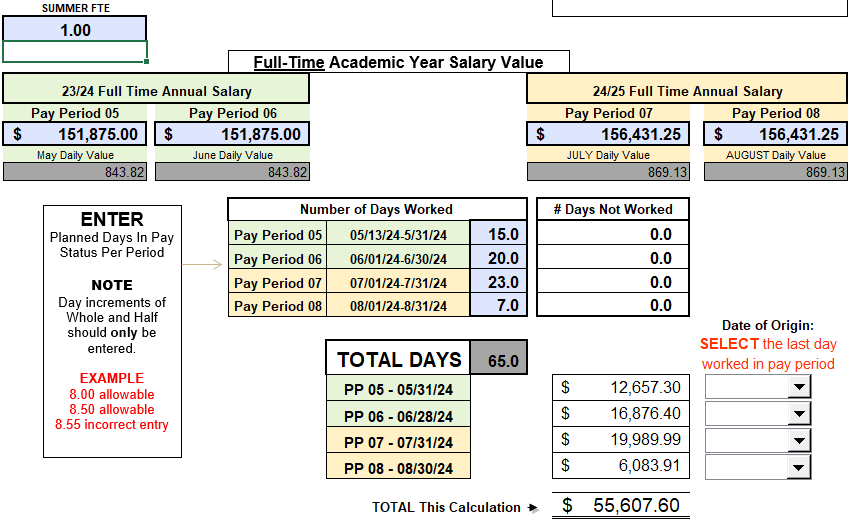 SUMMER FTE
1.00
Full-Time Academic Year Salary Value
23/24 Full Time Annual Salary
24/25 Full Time Annual Salary
Pay Period 05 Pay Period 06 Pay Period 07 Pay Period 08
$ 151,875.00 $ 151,875.00 $ 156,431.25 $ 156,431.25
May Daily Value June Daily Value JULY Daily Value AUGUST Daily Value
843.82 843.82 869.13 869.13
ENTER
Planned Days In Pay
Status Per Period
NOTE
Day increments of
Whole and Half
should only be
entered.
EXAMPLE
8.00 allowable
8.50 allowable
8.55 incorrect entry
Number of Days Worked # Days Not Worked
Pay Period 05 05/13/24-5/31/24 15.0 0.0
Pay Period 06 06/01/24-6/30/24 20.0 0.0
Pay Period 07 07/01/24-7/31/24 23.0 0.0
Pay Period 08 08/01/24-8/31/24 7.0 0.0
Date of Origin:
SELECT the last day
worked in pay period
TOTAL DAYS 65.0
PP 05 - 05/31/24 $ 12,657.30
PP 06 - 06/28/24 $ 16,876.40
PP 07 - 07/31/24 $ 19,989.99
PP 08 - 08/30/24 $ 6,083.91
TOTAL This Calculation $ 55,607.60